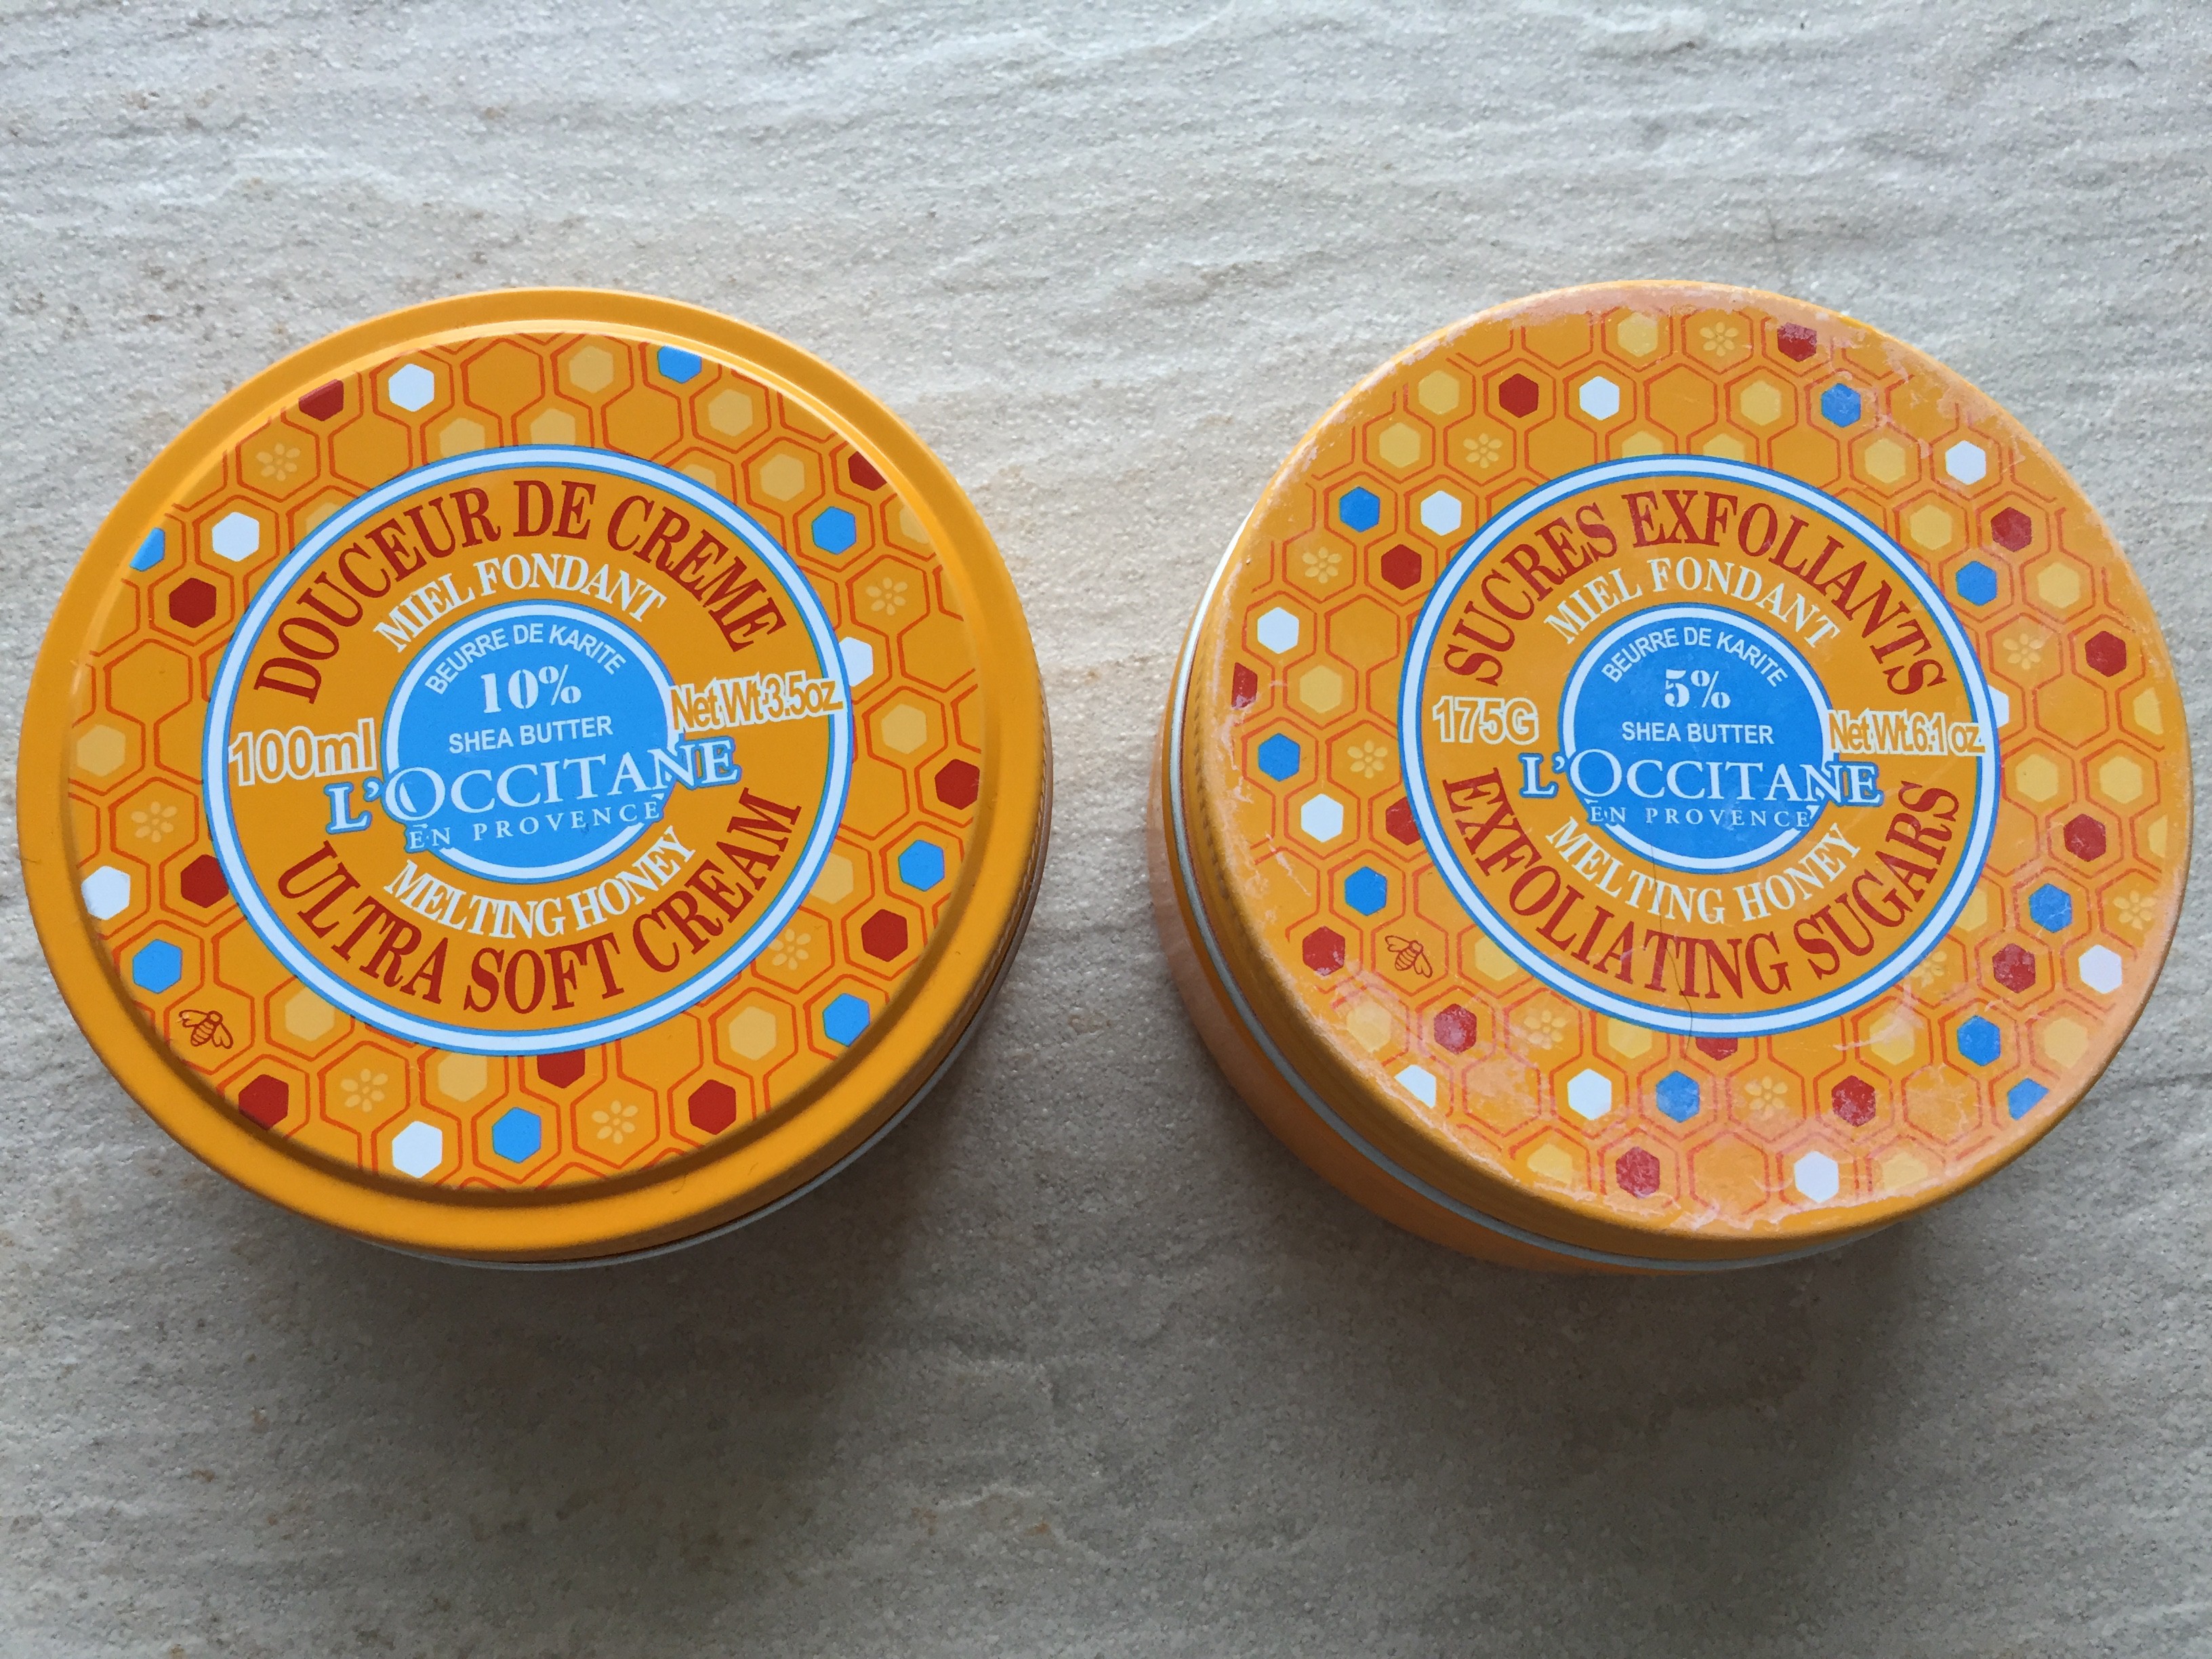 DOUCEUR DE CREME
MIEL FONDANT
BEURRE DE KARITE
10%
SHEA BUTTER
100ml
Net Wt 3.5oz
L'OCCITANE
EN PROVENCE
MELTING HONEY
ULTRA SOFT CREAM
SUCRES EXFOLIANTS
MIEL FONDANT
BEURRE DE KARITE
5%
SHEA BUTTER
175G
Net Wt.6.1 oz
L'OCCITANE
EN PROVENCE
MELTING HONEY
EXFOLIATING SUGARS